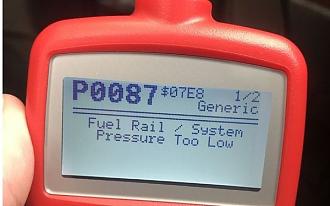 P0087 $07E8 1/2
Generic
Fuel Rail / System
Pressure Too Low